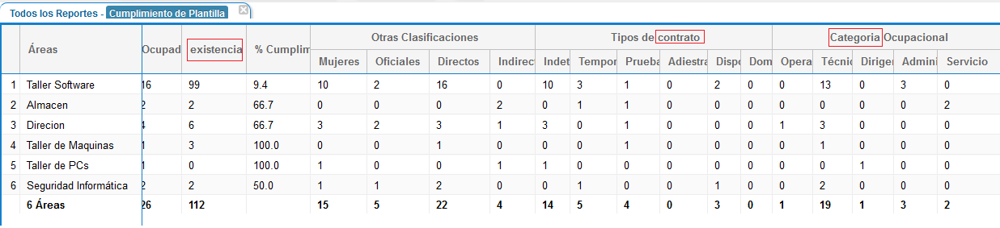 Todos los Reportes - Cumplimiento de Plantilla
Otras Clasificaciones Tipos de contrato Categoria Ocupacional
Áreas Ocupad existencia % Cumplim
Mujeres Oficiales Directos Indirec Indet Tempor Prueba Adiestra Dispo Dom Opera Técnic Dirigen Admini Servicio
1 Taller Software 16 99 9.4 10 2 16 0 10 3 1 0 2 0 0 13 0 3 0
2 Almacen 2 2 66.7 0 0 0 2 0 1 1 0 0 0 0 0 0 0 2
3 Direcion 4 6 66.7 3 2 3 1 3 0 1 0 0 0 1 3 0 0 0
4 Taller de Maquinas 1 3 100.0 0 0 1 0 0 0 1 0 0 0 0 1 0 0 0
5 Taller de PCs 1 0 100.0 1 0 0 1 1 0 0 0 0 0 0 0 1 0 0
6 Seguridad Informática 2 2 50.0 1 1 2 0 0 1 0 0 1 0 0 2 0 0 0
6 Áreas 26 112 15 5 22 4 14 5 4 0 3 0 1 19 1 3 2